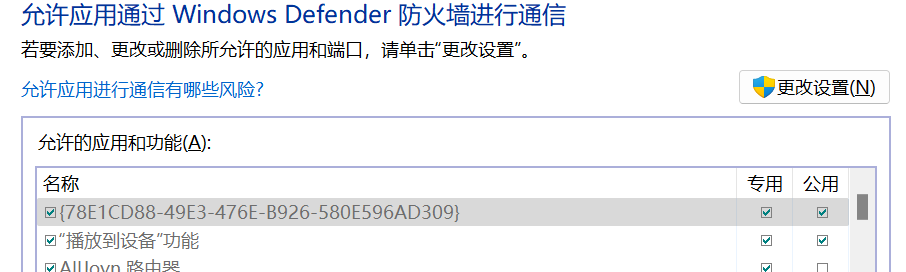 允许应用通过 Windows Defender 防火墙进行通信
若要添加、更改或删除所允许的应用和端口，请单击“更改设置”。
允许应用进行通信有哪些风险?
更改设置(N)
允许的应用和功能(A):
名称 专用 公用
{78E1CD88-49E3-476E-B926-580E596AD309}
“播放到设备”功能
AllJoyn 路由器